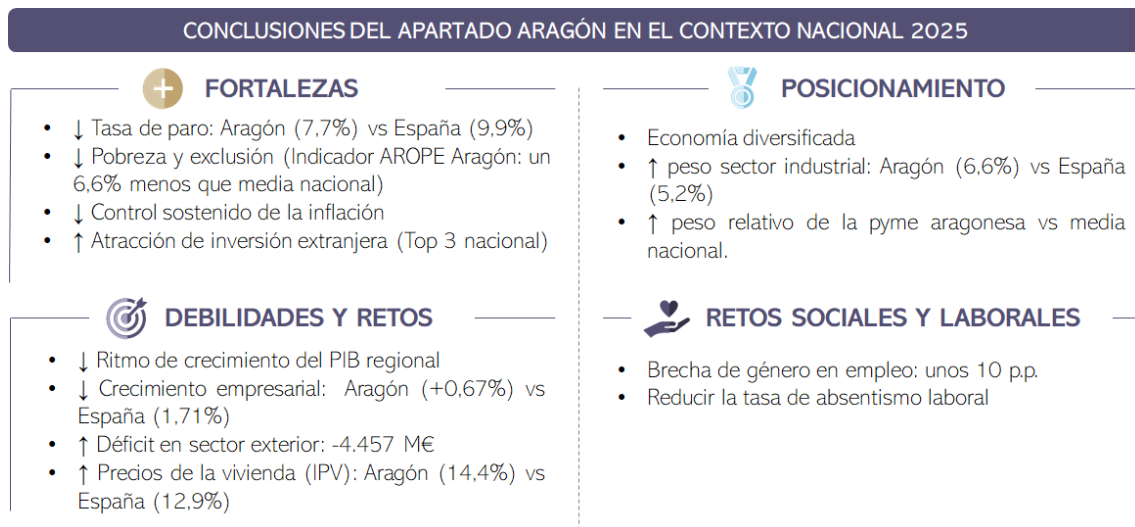 CONCLUSIONES DEL APARTADO ARAGÓN EN EL CONTEXTO NACIONAL 2025
FORTALEZAS
• ↓ Tasa de paro: Aragón (7,7%) vs España (9,9%)
• ↓ Pobreza y exclusión (Indicador AROPE Aragón: un
6,6% menos que media nacional)
• ↓ Control sostenido de la inflación
• ↑ Atracción de inversión extranjera (Top 3 nacional)
POSICIONAMIENTO
• Economía diversificada
• ↑ peso sector industrial: Aragón (6,6%) vs España
(5,2%)
• ↑ peso relativo de la pyme aragonesa vs media
nacional.
DEBILIDADES Y RETOS
• ↓ Ritmo de crecimiento del PIB regional
• ↓ Crecimiento empresarial: Aragón (+0,67%) vs
España (1,71%)
• ↑ Déficit en sector exterior: -4.457 M€
• ↑ Precios de la vivienda (IPV): Aragón (14,4%) vs
España (12,9%)
RETOS SOCIALES Y LABORALES
• Brecha de género en empleo: unos 10 p.p.
• Reducir la tasa de absentismo laboral